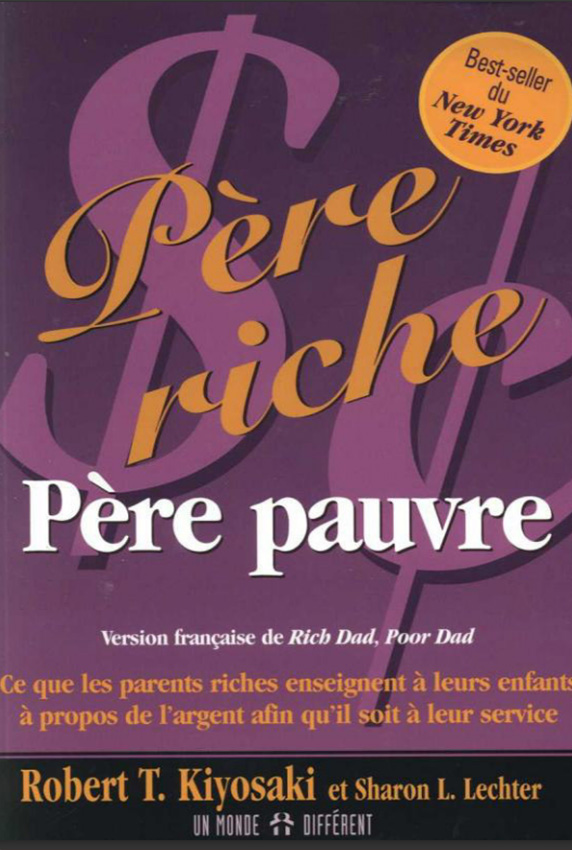 Best-seller
du
New York
Times
Père
riche
Père pauvre
Version française de Rich Dad, Poor Dad
Ce que les parents riches enseignent à leurs enfants
à propos de l'argent afin qu'il soit à leur service
Robert T. Kiyosaki et Sharon L. Lechter
UN MONDE DIFFÉRENT